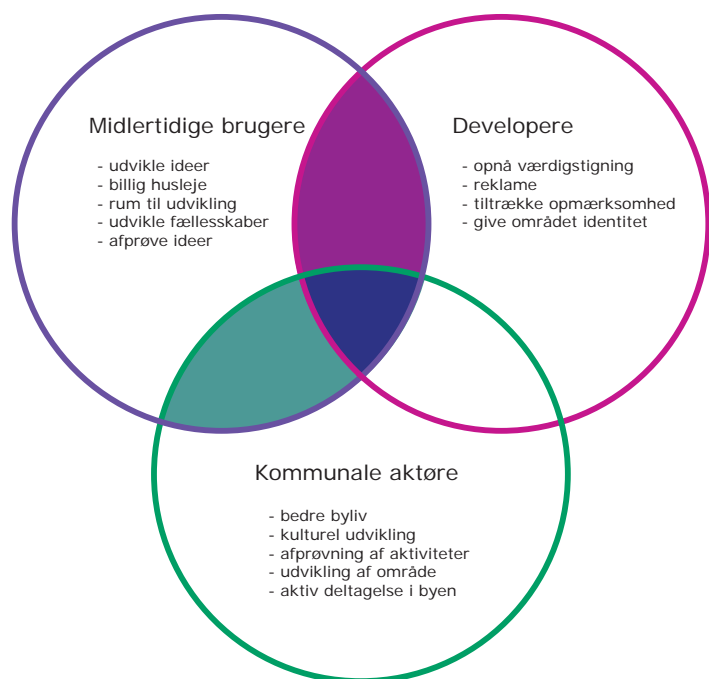 Midlertidige brugere
- udvikle ideer
- billig husleje
- rum til udvikling
- udvikle fællesskaber
- afprøve ideer
Developere
- opnå værdigstigning
- reklame
- tiltrække opmærksomhed
- give området identitet
Kommunale aktøre
- bedre byliv
- kulturel udvikling
- afprøvning af aktiviteter
- udvikling af område
- aktiv deltagelse i byen